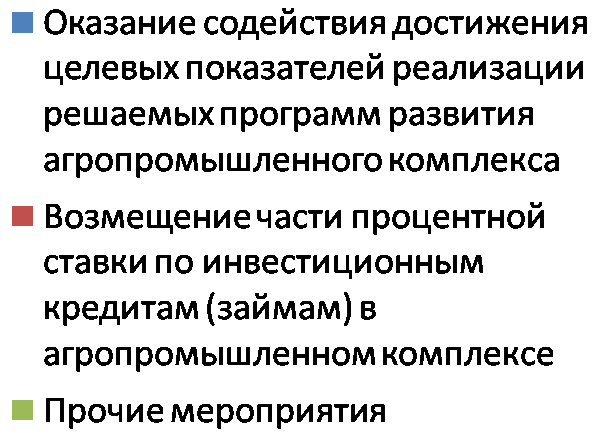 Оказание содействия достижения
целевых показателей реализации
решаемых программ развития
агропромышленного комплекса
Возмещение части процентной
ставки по инвестиционным
кредитам (займам) в
агропромышленном комплексе
Прочие мероприятия